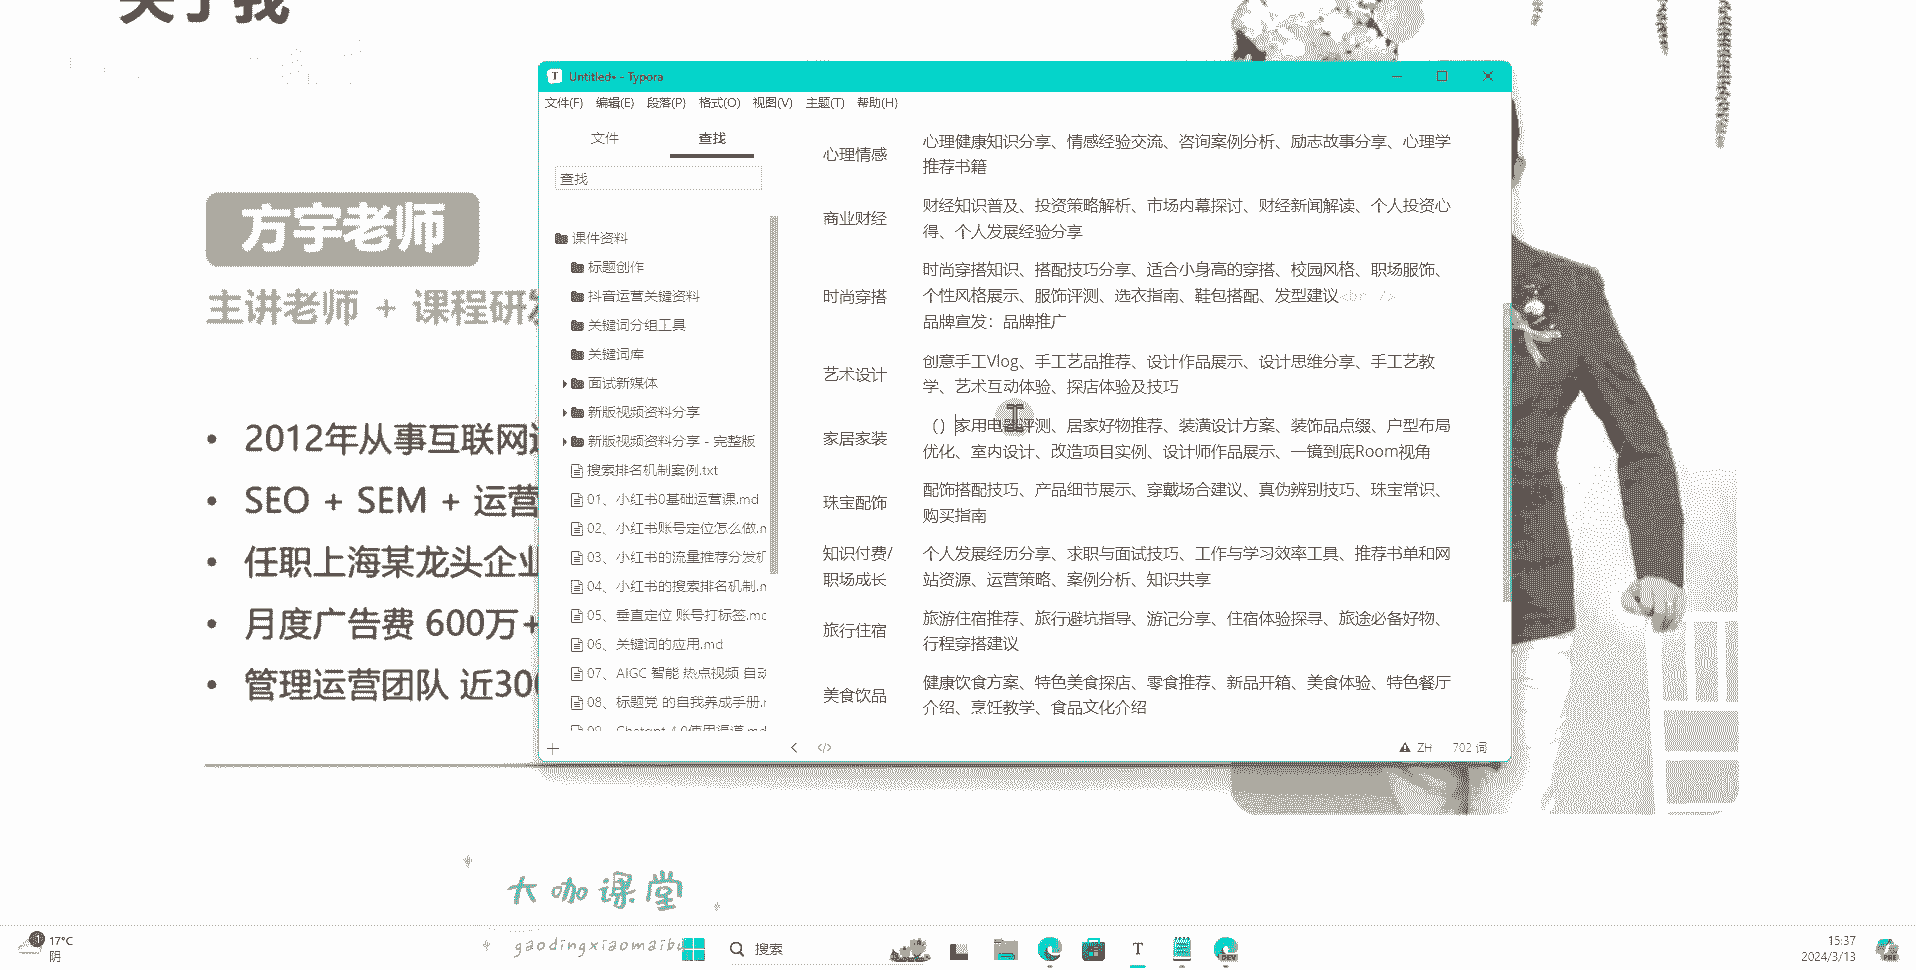 关于我
方宇老师
主讲老师 + 课程研发
• 2012年从事互联网
• SEO + SEM + 运营
• 任职上海某龙头企业
• 月度广告费 600万+
• 管理运营团队 近300
大咖课堂
gaodingxiaomaibu
Untitled• - Typora
文件(F) 编辑(E) 段落(P) 格式(O) 视图(V) 主题(T) 帮助(H)
文件 查找
查找
课件资料
标题创作
抖音运营关键资料
关键词分组工具
关键词库
面试新媒体
新版视频资料分享
新版视频资料分享 - 完整版
搜索排名机制案例.txt
01、小红书0基础运营课.md
02、小红书账号定位怎么做.m
03、小红书的流量推荐分发机
04、小红书的搜索排名机制.m
05、垂直定位 账号打标签.md
06、关键词的应用.md
07、AIGC 智能 热点视频 自动
08、标题党 的自我养成手册.m
09、Chatgpt 4.0使用渠道.md
心理情感
心理健康知识分享、情感经验交流、咨询案例分析、励志故事分享、心理学
推荐书籍
商业财经
财经知识普及、投资策略解析、市场内幕探讨、财经新闻解读、个人投资心
得、个人发展经验分享
时尚穿搭
时尚穿搭知识、搭配技巧分享、适合小身高的穿搭、校园风格、职场服饰、
个性风格展示、服饰评测、选衣指南、鞋包搭配、发型建议<br />
品牌宣发：品牌推广
艺术设计
创意手工Vlog、手工艺品推荐、设计作品展示、设计思维分享、手工艺教
学、艺术互动体验、探店体验及技巧
家居家装
（）家用电器评测、居家好物推荐、装潢设计方案、装饰品点缀、户型布局
优化、室内设计、改造项目实例、设计师作品展示、一镜到底Room视角
珠宝配饰
配饰搭配技巧、产品细节展示、穿戴场合建议、真伪辨别技巧、珠宝常识、
购买指南
知识付费/
职场成长
个人发展经历分享、求职与面试技巧、工作与学习效率工具、推荐书单和网
站资源、运营策略、案例分析、知识共享
旅行住宿
旅游住宿推荐、旅行避坑指导、游记分享、住宿体验探寻、旅途必备好物、
行程穿搭建议
美食饮品
健康饮食方案、特色美食探店、零食推荐、新品开箱、美食体验、特色餐厅
介绍、烹饪教学、食品文化介绍
ZH 702 词
1
17°C
阴
搜索
T
DEV
15:37
2024/3/13
PRE